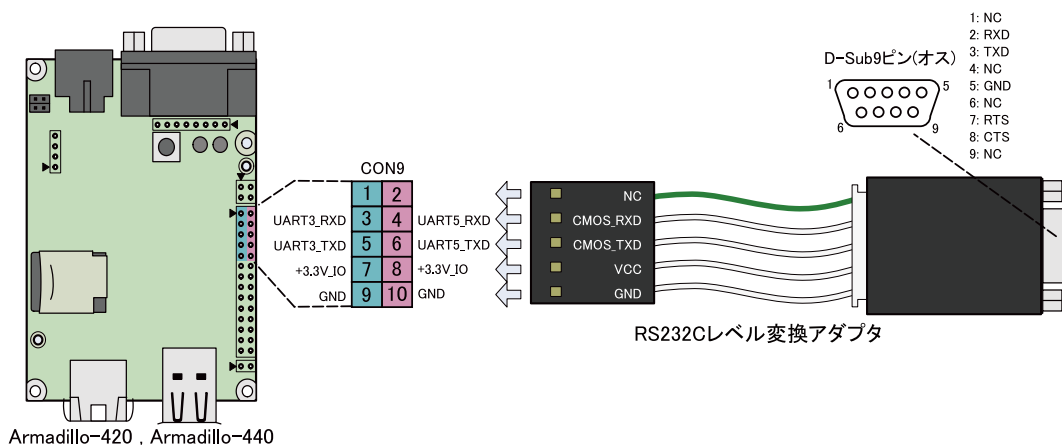 1: NC
2: RXD
3: TXD
4: NC
5: GND
6: NC
7: RTS
8: CTS
9: NC
D-Sub9ピン(オス)
1
5
6
9
CON9
1 2
UART3_RXD 3 4 UART5_RXD
UART3_TXD 5 6 UART5_TXD
+3.3V_IO 7 8 +3.3V_IO
GND 9 10 GND
NC
CMOS_RXD
CMOS_TXD
VCC
GND
RS232Cレベル変換アダプタ
Armadillo-420 , Armadillo-440